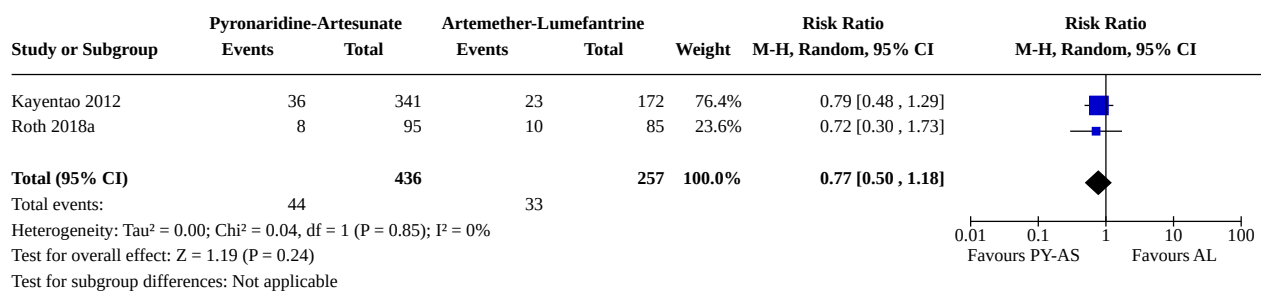 Pyronaridine-Artesunate Artemether-Lumefantrine Risk Ratio Risk Ratio
Study or Subgroup Events Total Events Total Weight M-H, Random, 95% CI M-H, Random, 95% CI
Kayentao 2012 36 341 23 172 76.4% 0.79 [0.48 , 1.29]
Roth 2018a 8 95 10 85 23.6% 0.72 [0.30 , 1.73]
Total (95% CI) 436 257 100.0% 0.77 [0.50 , 1.18]
Total events: 44 33
Heterogeneity: Tau² = 0.00; Chi² = 0.04, df = 1 (P = 0.85); I² = 0%
0.01 0.1 1 10 100
Test for overall effect: Z = 1.19 (P = 0.24) Favours PY-AS Favours AL
Test for subgroup differences: Not applicable